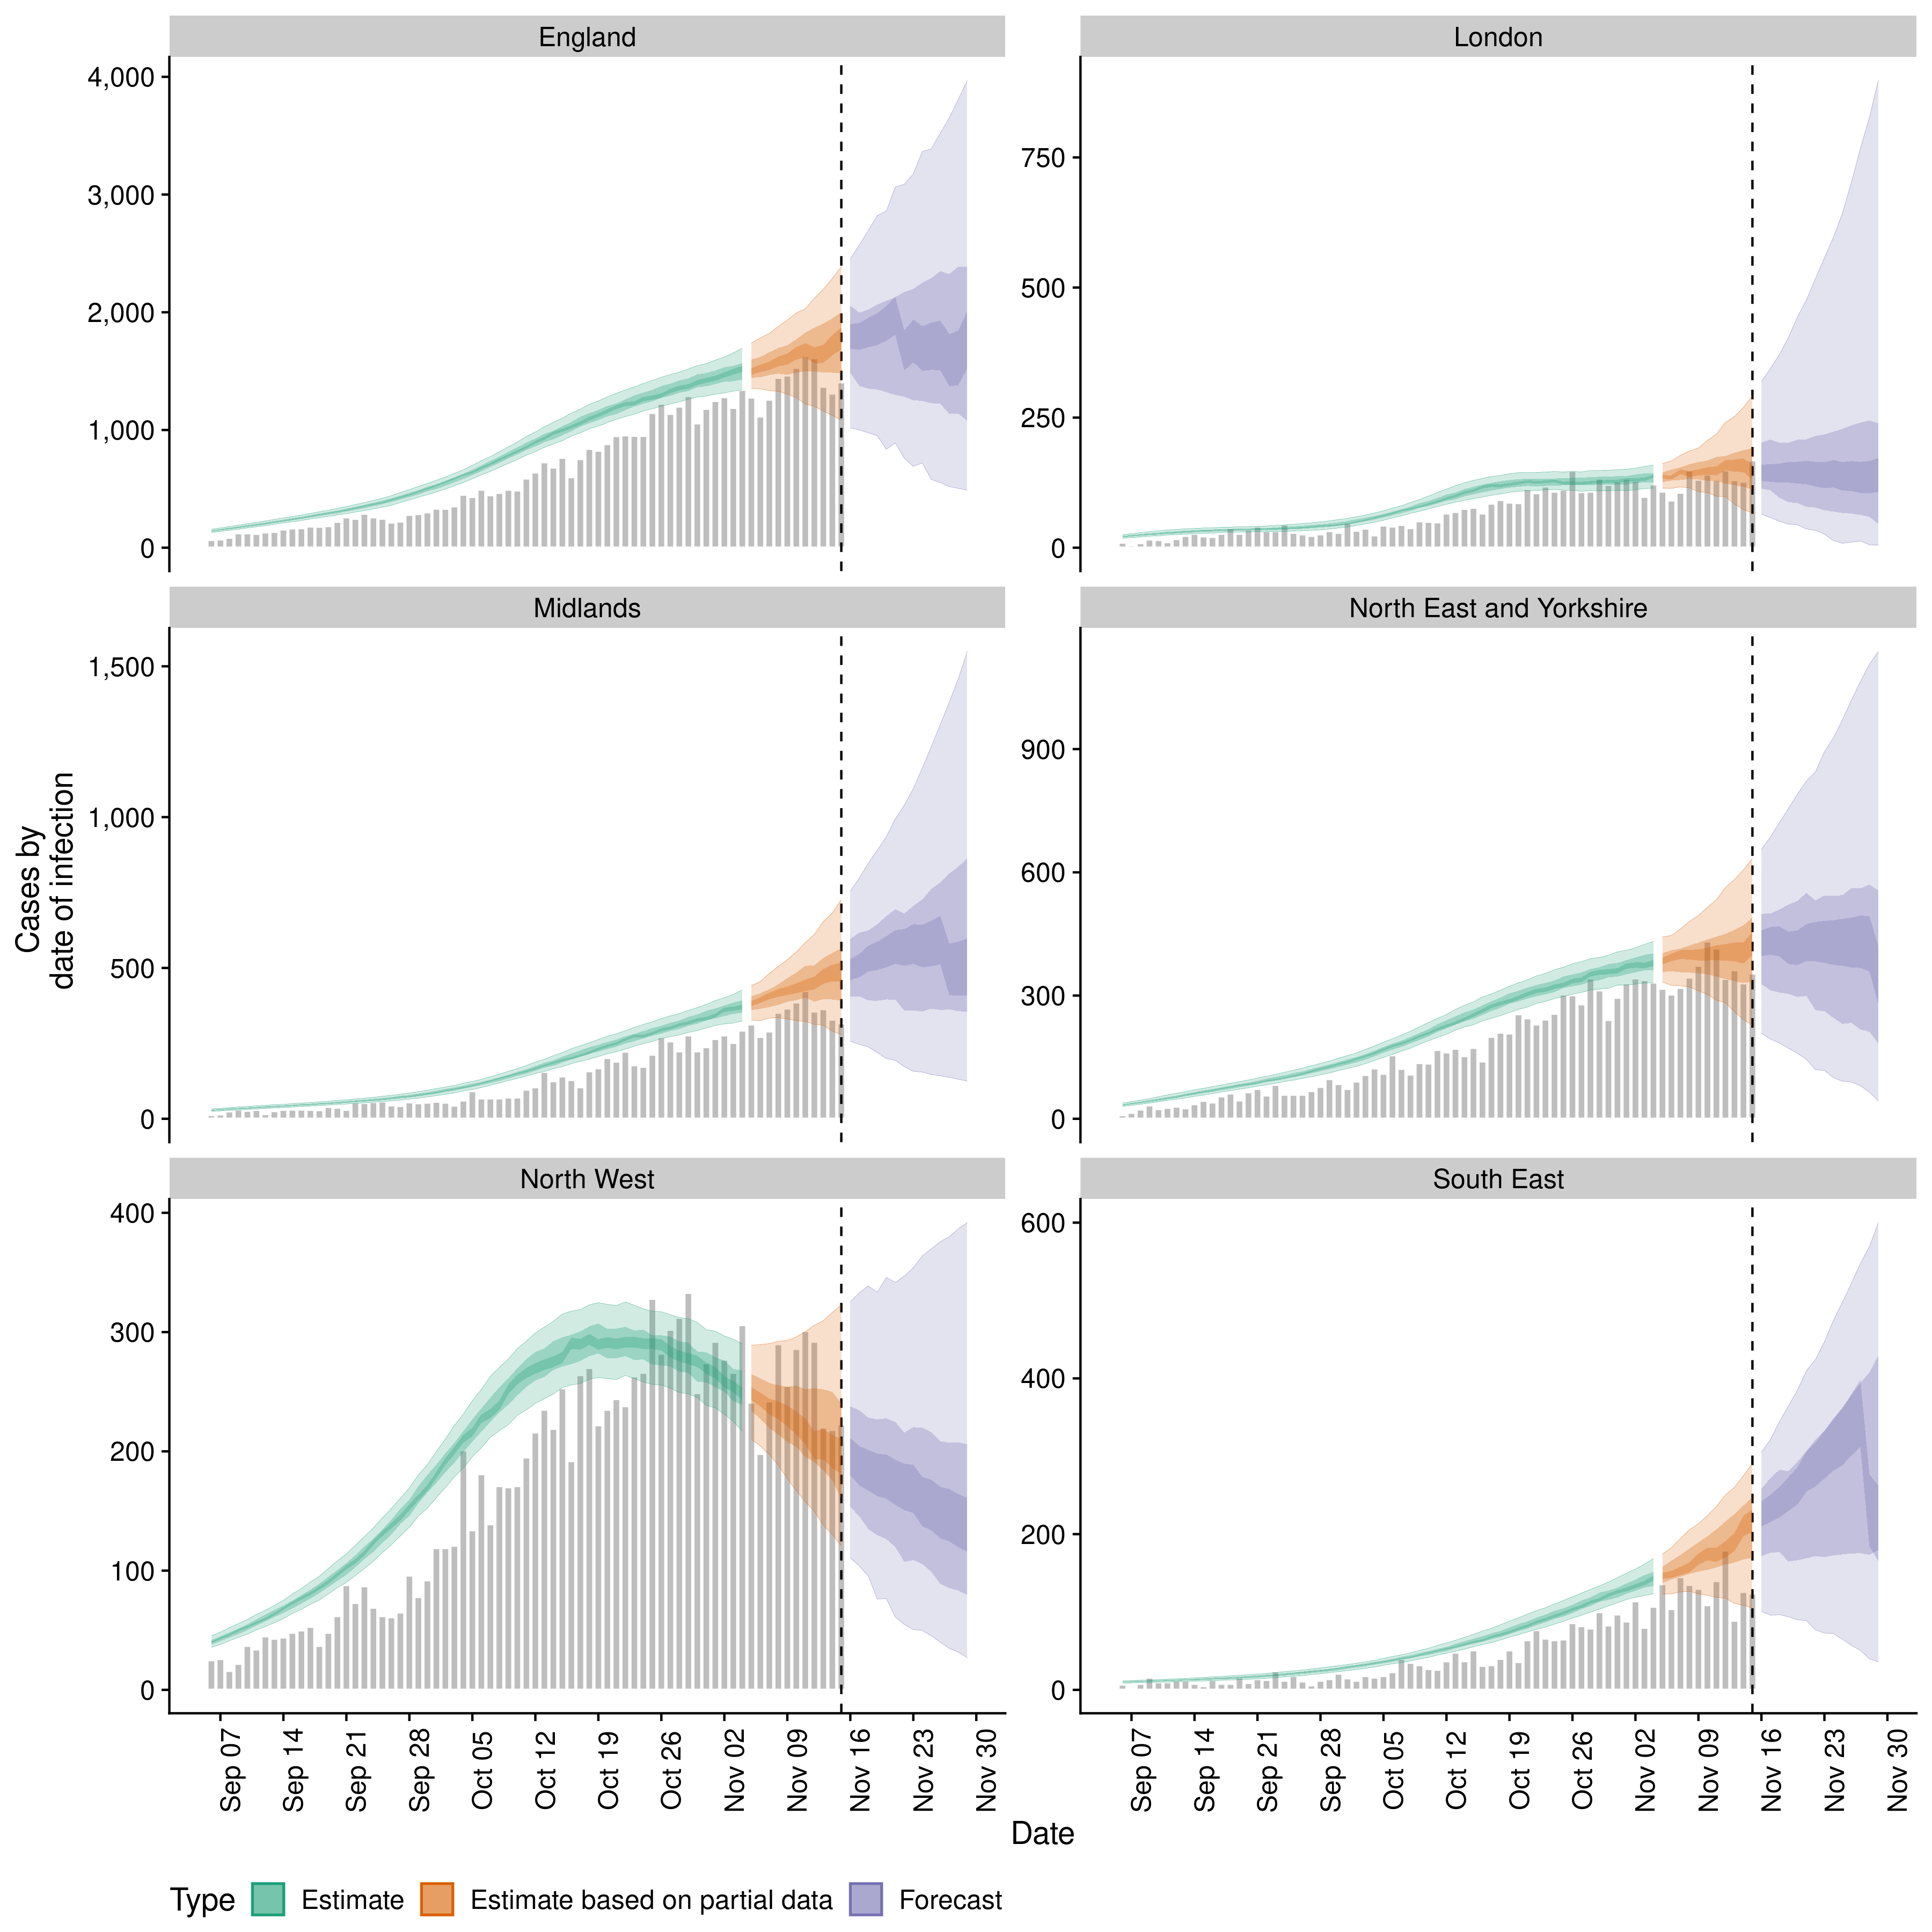 England
London
4,000
3,000
2,000
1,000
0
750
500
250
0
Midlands
North East and Yorkshire
1,500
1,000
500
0
900
600
300
0
Cases by
date of infection
North West
South East
400
300
200
100
0
600
400
200
0
Sep 07
Sep 14
Sep 21
Sep 28
Oct 05
Oct 12
Oct 19
Oct 26
Nov 02
Nov 09
Nov 16
Nov 23
Nov 30
Sep 07
Sep 14
Sep 21
Sep 28
Oct 05
Oct 12
Oct 19
Oct 26
Nov 02
Nov 09
Nov 16
Nov 23
Nov 30
Date
Type Estimate Estimate based on partial data Forecast